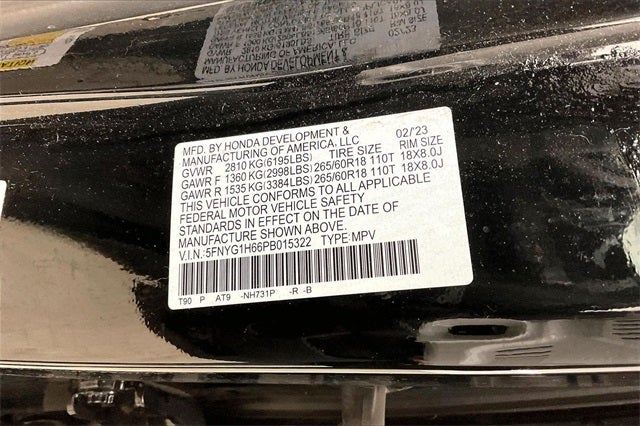 MFD. BY HONDA DEVELOPMENT & 02/23
MANUFACTURING OF AMERICA, LLC
GVWR 2810 KG(6195LBS) TIRE SIZE RIM SIZE
GAWR F 1360 KG(2998LBS) 265/60R18 110T 18X8.0J
GAWR R 1535 KG(3384LBS) 265/60R18 110T 18X8.0J
THIS VEHICLE CONFORMS TO ALL APPLICABLE
FEDERAL MOTOR VEHICLE SAFETY
STANDARDS IN EFFECT ON THE DATE OF
MANUFACTURE SHOWN ABOVE.
V.I.N.:5FNYG1H66PB015322 TYPE:MPV
T90 P AT9 -NH731P -R -B